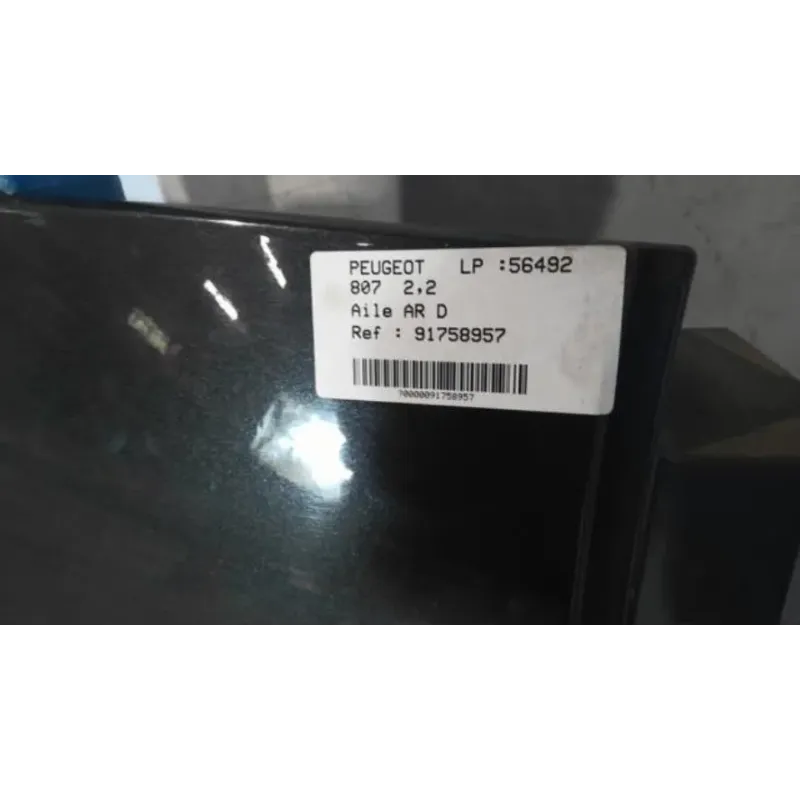 PEUGEOT LP :56492
807 2,2
Aile AR D
Ref : 91758957
70000091758957